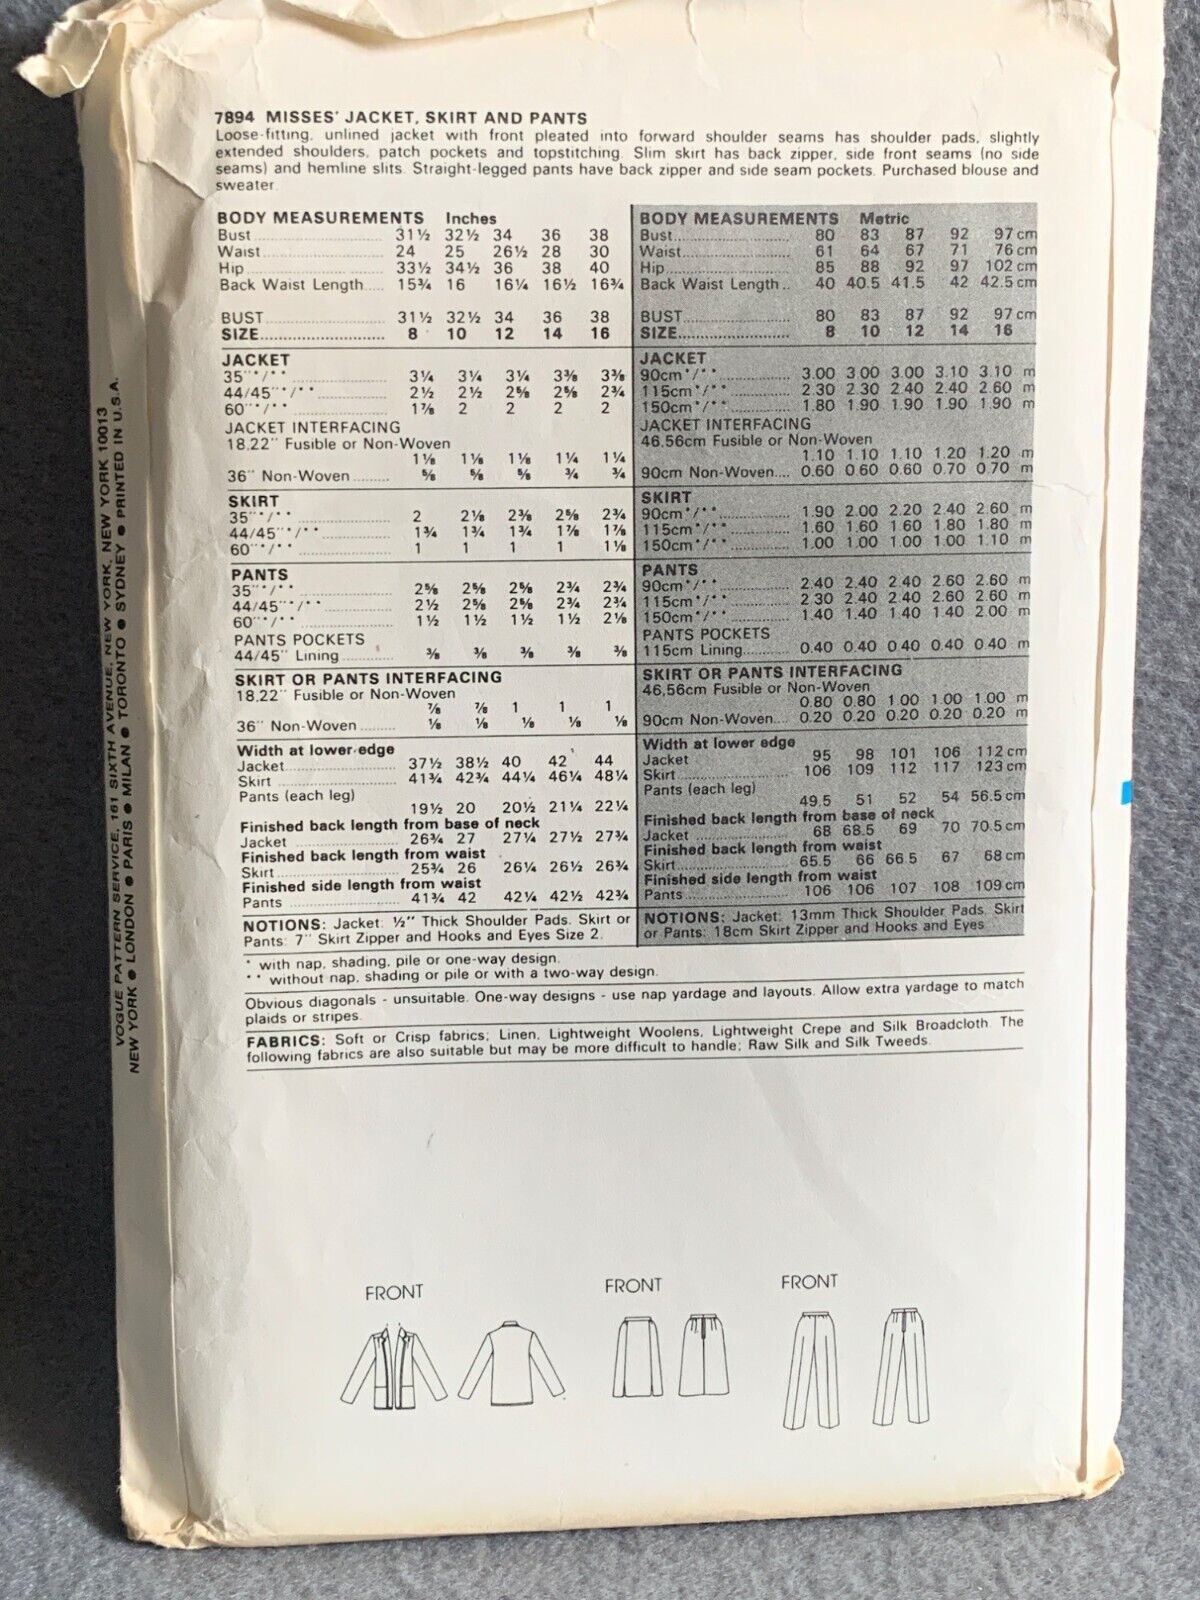 7894 MISSES' JACKET, SKIRT AND PANTS
Loose-fitting, unlined jacket with front pleated into forward shoulder seams has shoulder pads, slightly
extended shoulders, patch pockets and topstitching. Slim skirt has back zipper, side front seams (no side
seams) and hemline slits. Straight-legged pants have back zipper and side seam pockets. Purchased blouse and
sweater.
BODY MEASUREMENTS Inches
Bust 31½ 32½ 34 36 38
Waist 24 25 26½ 28 30
Hip 33½ 34½ 36 38 40
Back Waist Length 15¾ 16 16¼ 16½ 16¾
BUST 31½ 32½ 34 36 38
SIZE 8 10 12 14 16
JACKET
35"*/** 3¼ 3¼ 3¼ 3⅜ 3⅜
44/45"*/** 2½ 2½ 2⅝ 2⅝ 2¾
60"*/** 1⅞ 2 2 2 2
JACKET INTERFACING
18,22" Fusible or Non-Woven
1⅛ 1⅛ 1⅛ 1¼ 1¼
36" Non-Woven ⅝ ⅝ ⅝ ¾ ¾
SKIRT
35"*/** 2 2⅛ 2⅜ 2⅝ 2¾
44/45"*/** 1¾ 1¾ 1¾ 1⅞ 1⅞
60"*/** 1 1 1 1 1⅛
PANTS
35"*/** 2⅝ 2⅝ 2⅝ 2¾ 2¾
44/45"*/** 2½ 2⅝ 2⅝ 2¾ 2¾
60"*/** 1½ 1½ 1½ 1½ 2⅛
PANTS POCKETS
44/45" Lining ⅜ ⅜ ⅜ ⅜ ⅜
SKIRT OR PANTS INTERFACING
18,22" Fusible or Non-Woven
⅞ ⅞ 1 1 1
36" Non-Woven ⅛ ⅛ ⅛ ⅛ ⅛
Width at lower edge
Jacket 37½ 38½ 40 42 44
Skirt 41¾ 42¾ 44¼ 46¼ 48¼
Pants (each leg)
19½ 20 20½ 21¼ 22¼
Finished back length from base of neck
Jacket 26¾ 27 27¼ 27½ 27¾
Finished back length from waist
Skirt 25¾ 26 26¼ 26½ 26¾
Finished side length from waist
Pants 41¾ 42 42¼ 42½ 42¾
NOTIONS: Jacket: ½" Thick Shoulder Pads. Skirt or
Pants: 7" Skirt Zipper and Hooks and Eyes Size 2.
BODY MEASUREMENTS Metric
Bust 80 83 87 92 97 cm
Waist 61 64 67 71 76 cm
Hip 85 88 92 97 102 cm
Back Waist Length 40 40.5 41.5 42 42.5 cm
BUST 80 83 87 92 97 cm
SIZE 8 10 12 14 16
JACKET
90cm*/** 3.00 3.00 3.00 3.10 3.10 m
115cm*/** 2.30 2.30 2.40 2.40 2.60 m
150cm*/** 1.80 1.90 1.90 1.90 1.90 m
JACKET INTERFACING
46,56cm Fusible or Non-Woven
1.10 1.10 1.10 1.20 1.20 m
90cm Non-Woven 0.60 0.60 0.60 0.70 0.70 m
SKIRT
90cm*/** 1.90 2.00 2.20 2.40 2.60 m
115cm*/** 1.60 1.60 1.60 1.80 1.80 m
150cm*/** 1.00 1.00 1.00 1.00 1.10 m
PANTS
90cm*/** 2.40 2.40 2.40 2.60 2.60 m
115cm*/** 2.30 2.40 2.40 2.60 2.60 m
150cm*/** 1.40 1.40 1.40 1.40 2.00 m
PANTS POCKETS
115cm Lining 0.40 0.40 0.40 0.40 0.40 m
SKIRT OR PANTS INTERFACING
46,56cm Fusible or Non-Woven
0.80 0.80 1.00 1.00 1.00 m
90cm Non-Woven 0.20 0.20 0.20 0.20 0.20 m
Width at lower edge
Jacket 95 98 101 106 112 cm
Skirt 106 109 112 117 123 cm
Pants (each leg)
49.5 51 52 54 56.5 cm
Finished back length from base of neck
Jacket 68 68.5 69 70 70.5 cm
Finished back length from waist
Skirt 65.5 66 66.5 67 68 cm
Finished side length from waist
Pants 106 106 107 108 109 cm
NOTIONS: Jacket: 13mm Thick Shoulder Pads. Skirt
or Pants: 18cm Skirt Zipper and Hooks and Eyes
* with nap, shading, pile or one-way design.
** without nap, shading or pile or with a two-way design.
Obvious diagonals - unsuitable. One-way designs - use nap yardage and layouts. Allow extra yardage to match
plaids or stripes.
FABRICS: Soft or Crisp fabrics; Linen, Lightweight Woolens, Lightweight Crepe and Silk Broadcloth. The
following fabrics are also suitable but may be more difficult to handle; Raw Silk and Silk Tweeds.
FRONT
FRONT
FRONT
VOGUE PATTERN SERVICE, 161 SIXTH AVENUE, NEW YORK, NEW YORK 10013
NEW YORK ● LONDON ● PARIS ● MILAN ● TORONTO ● SYDNEY ● PRINTED IN U.S.A.